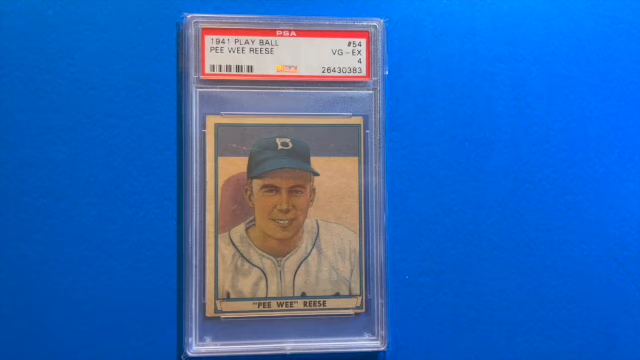 PSA
1941 PLAY BALL #54
PEE WEE REESE VG-EX
4
26430383
B
"PEE WEE" REESE